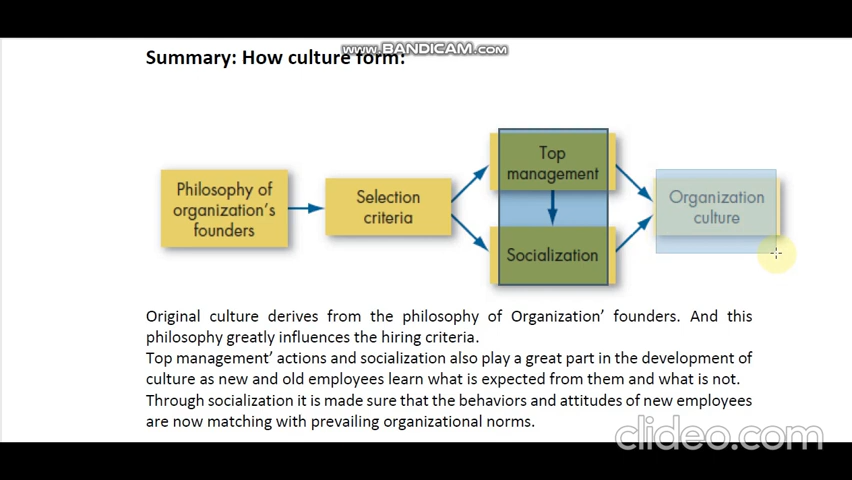 www.BANDICAM.com
Summary: How culture form:
Philosophy of
organization's
founders
Selection
criteria
Top
management
Socialization
Organization
culture
Original culture derives from the philosophy of Organization' founders. And this
philosophy greatly influences the hiring criteria.
Top management' actions and socialization also play a great part in the development of
culture as new and old employees learn what is expected from them and what is not.
Through socialization it is made sure that the behaviors and attitudes of new employees
are now matching with prevailing organizational norms.
clideo.com